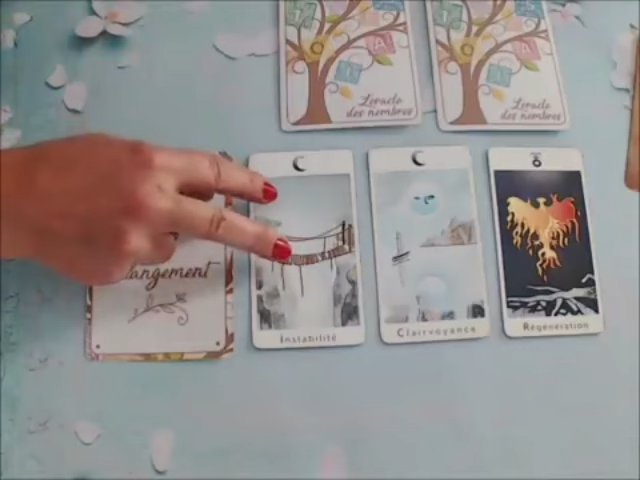 L'oracle
des nombres
L'oracle
des nombres
angement
Instabilité
Clairvoyance
Régénération